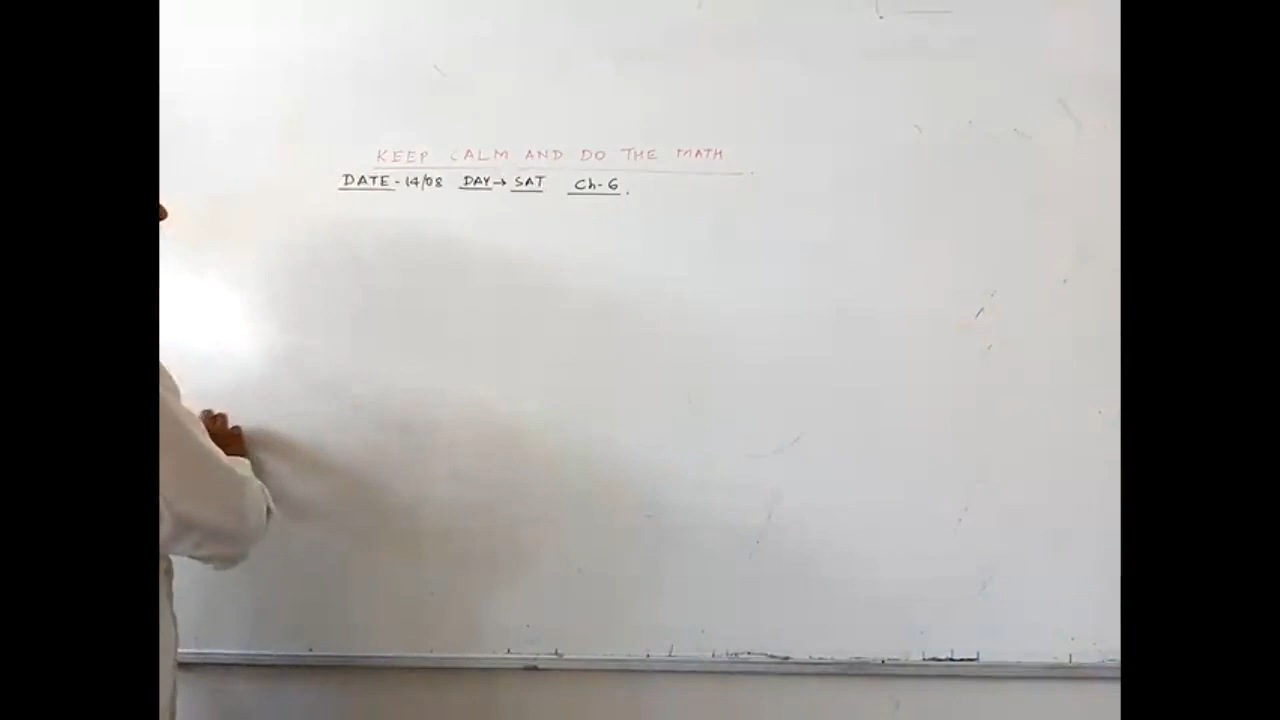 KEEP CALM AND DO THE MATH
DATE - 14/08 DAY → SAT Ch- 6.